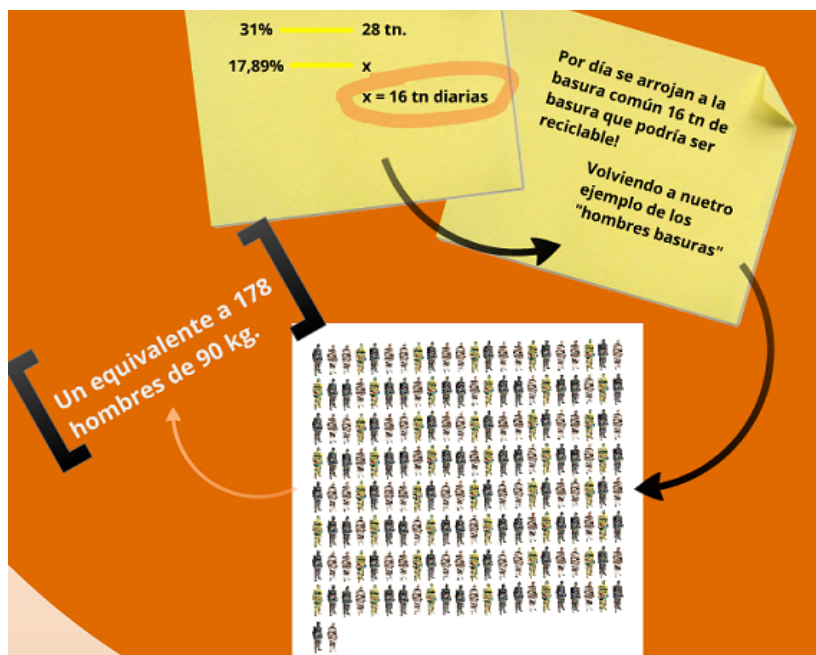 31% 28 tn.
17,89% x
x = 16 tn diarias
Por día se arrojan a la
basura común 16 tn de
basura que podría ser
reciclable!
Volviendo a nuetro
ejemplo de los
"hombres basuras"
Un equivalente a 178
hombres de 90 kg.